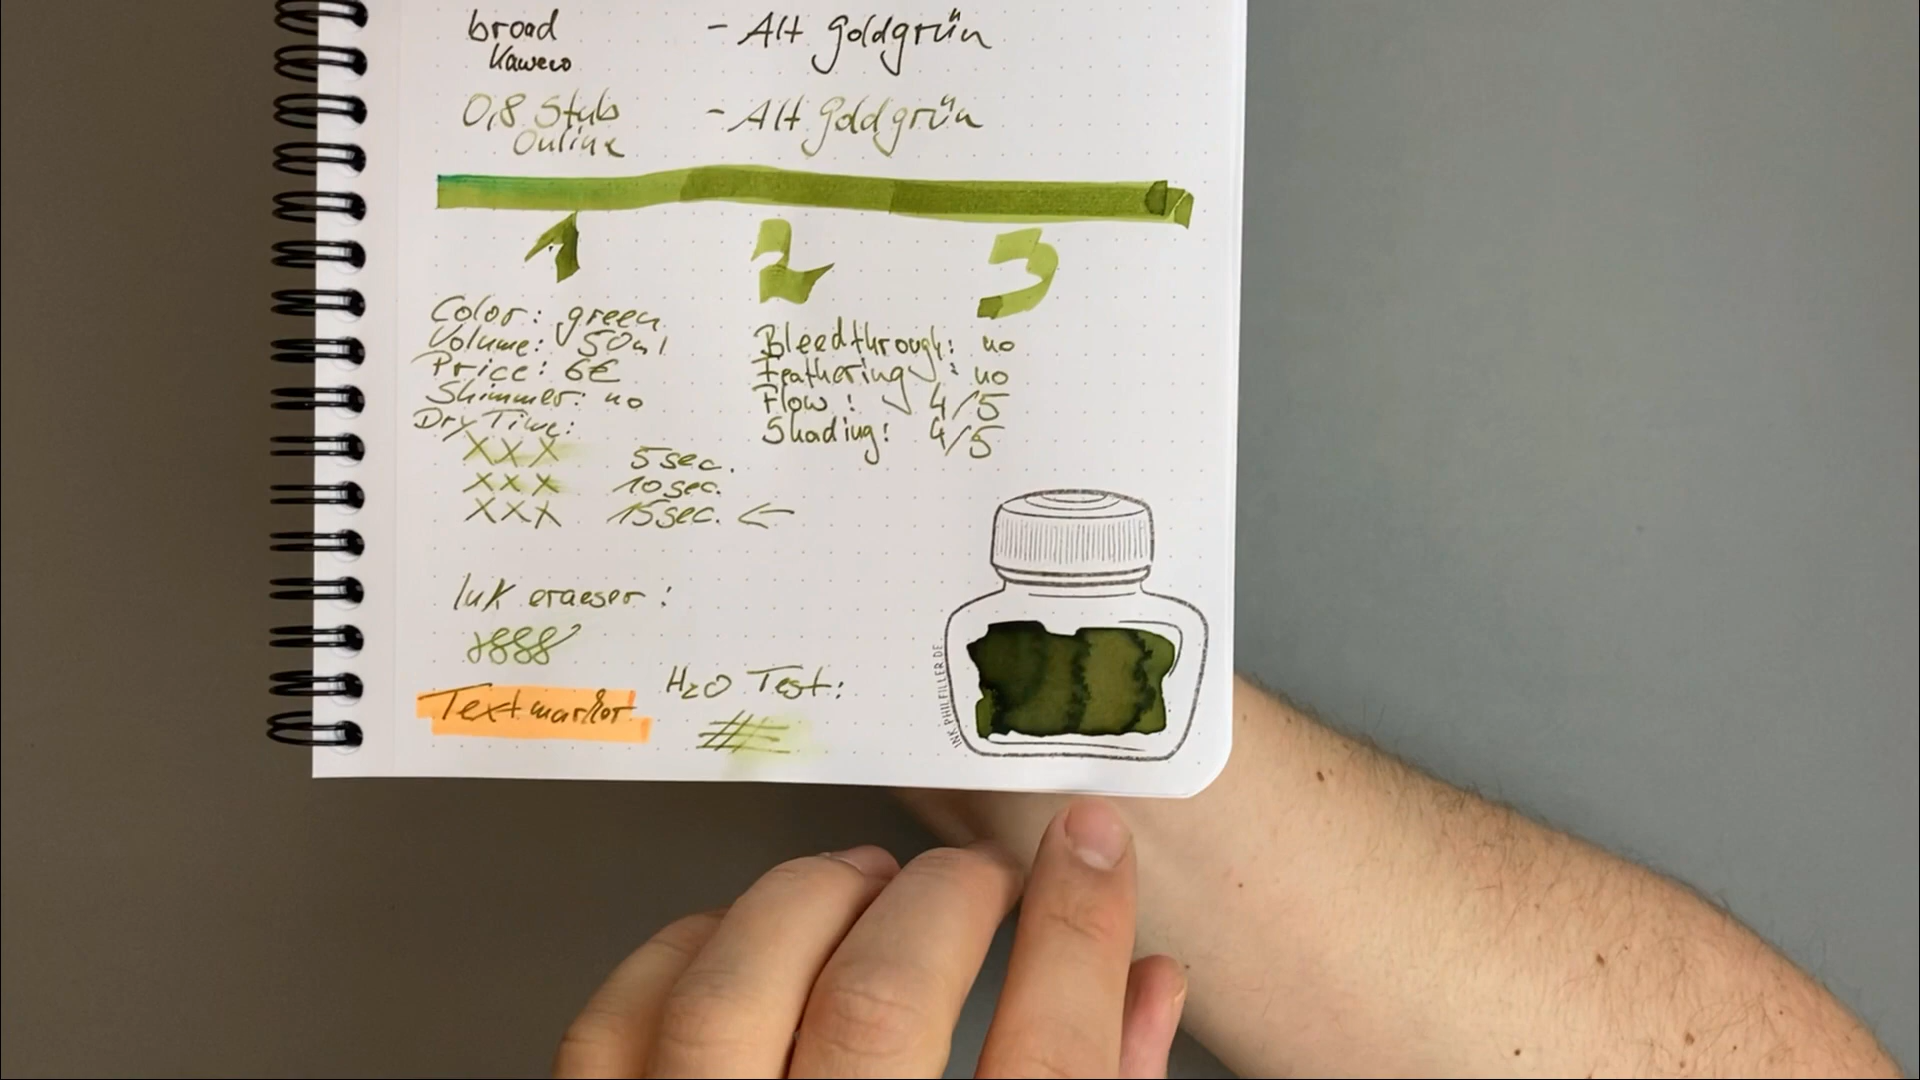 broad - Alt Goldgrün
Kaweco
0,8 Stub - Alt Goldgrün
Online
1 2 3
Color: green
Volume: 50ml
Price: 6€
Shimmer: no
Dry Time:
XXX 5sec.
XXX 10sec.
XXX 15sec. ←
Bleedthrough: no
Feathering: no
Flow: 4/5
Shading: 4/5
Ink eraeser:
Textmarker
H2O Test:
INK.PHILFILLER.DE